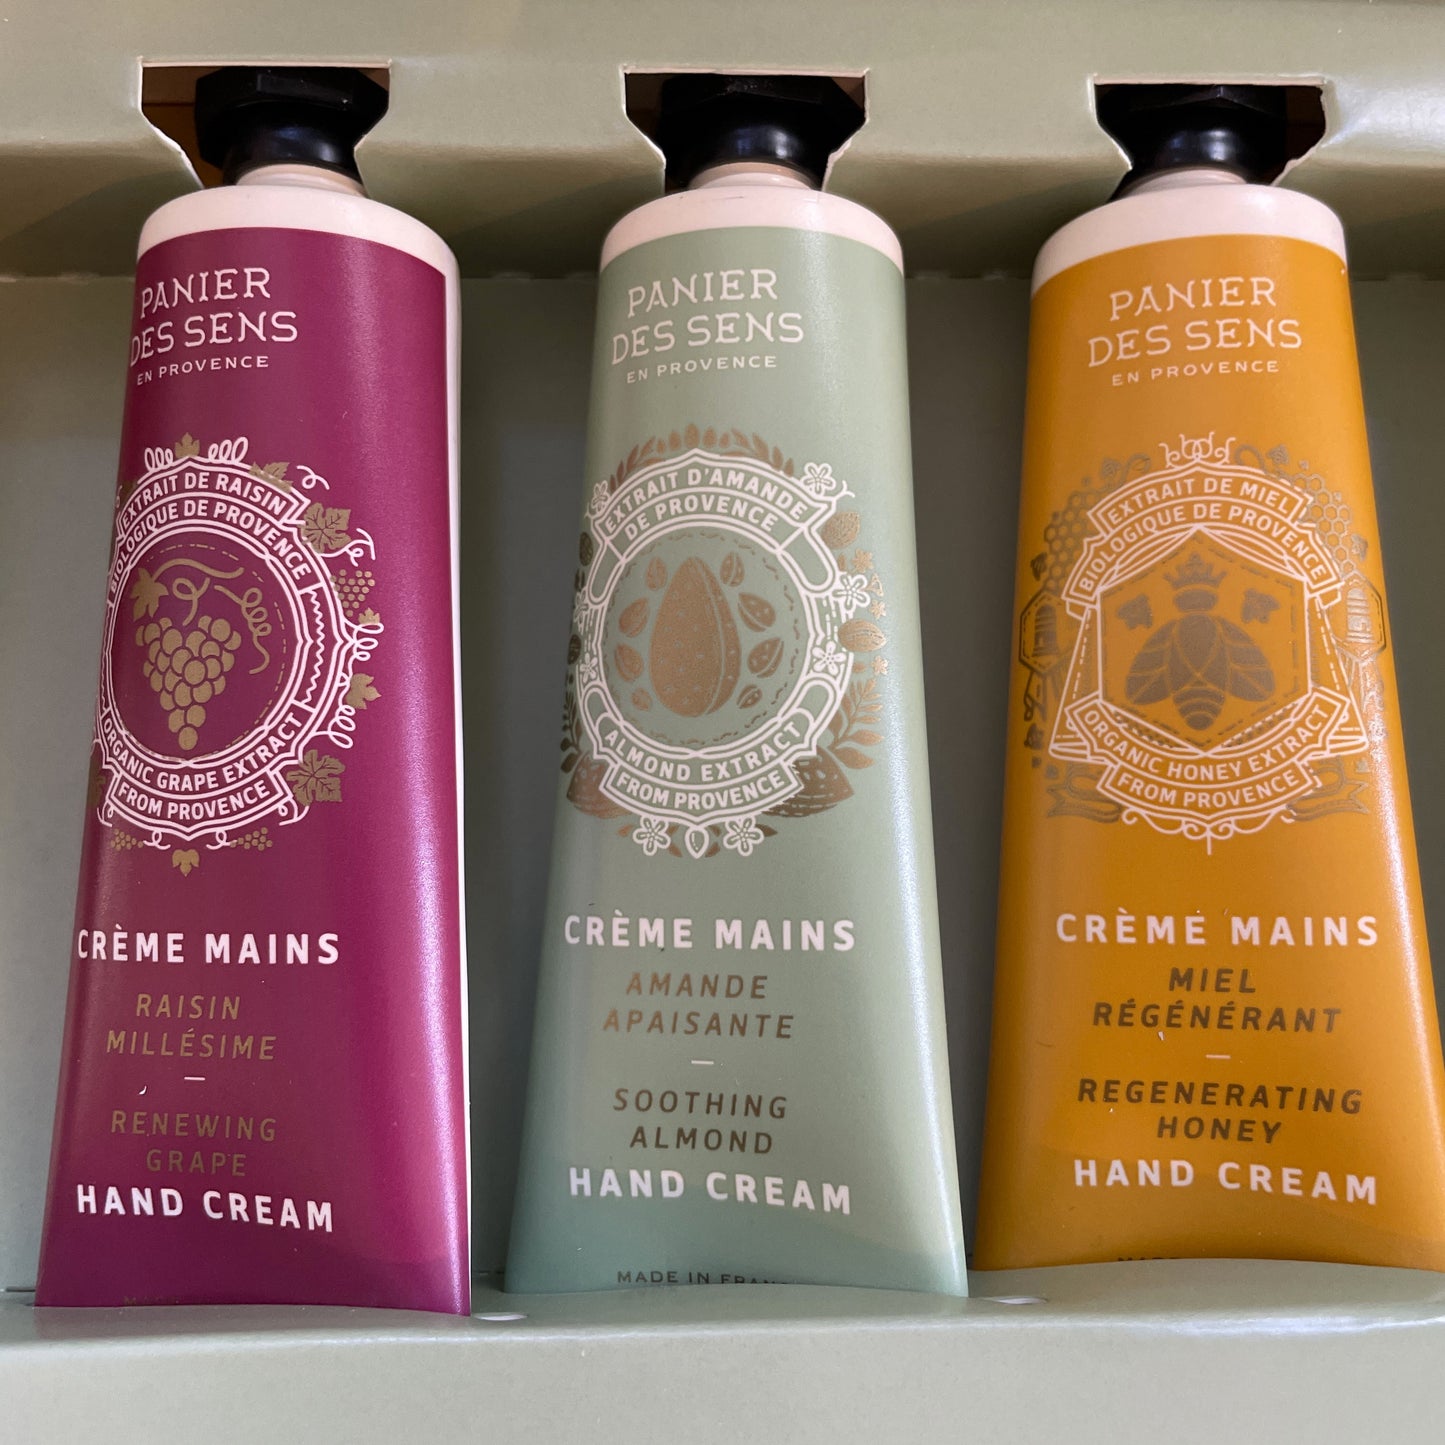 PANIER
DES SENS
EN PROVENCE
EXTRAIT DE RAISIN
BIOLOGIQUE DE PROVENCE
ORGANIC GRAPE EXTRACT
FROM PROVENCE
CRÈME MAINS
RAISIN
MILLÉSIME
—
RENEWING
GRAPE
HAND CREAM
PANIER
DES SENS
EN PROVENCE
EXTRAIT D'AMANDE
DE PROVENCE
ALMOND EXTRACT
FROM PROVENCE
CRÈME MAINS
AMANDE
APAISANTE
—
SOOTHING
ALMOND
HAND CREAM
MADE IN
PANIER
DES SENS
EN PROVENCE
EXTRAIT DE MIEL
BIOLOGIQUE DE PROVENCE
ORGANIC HONEY EXTRACT
FROM PROVENCE
CRÈME MAINS
MIEL
RÉGÉNÉRANT
—
REGENERATING
HONEY
HAND CREAM